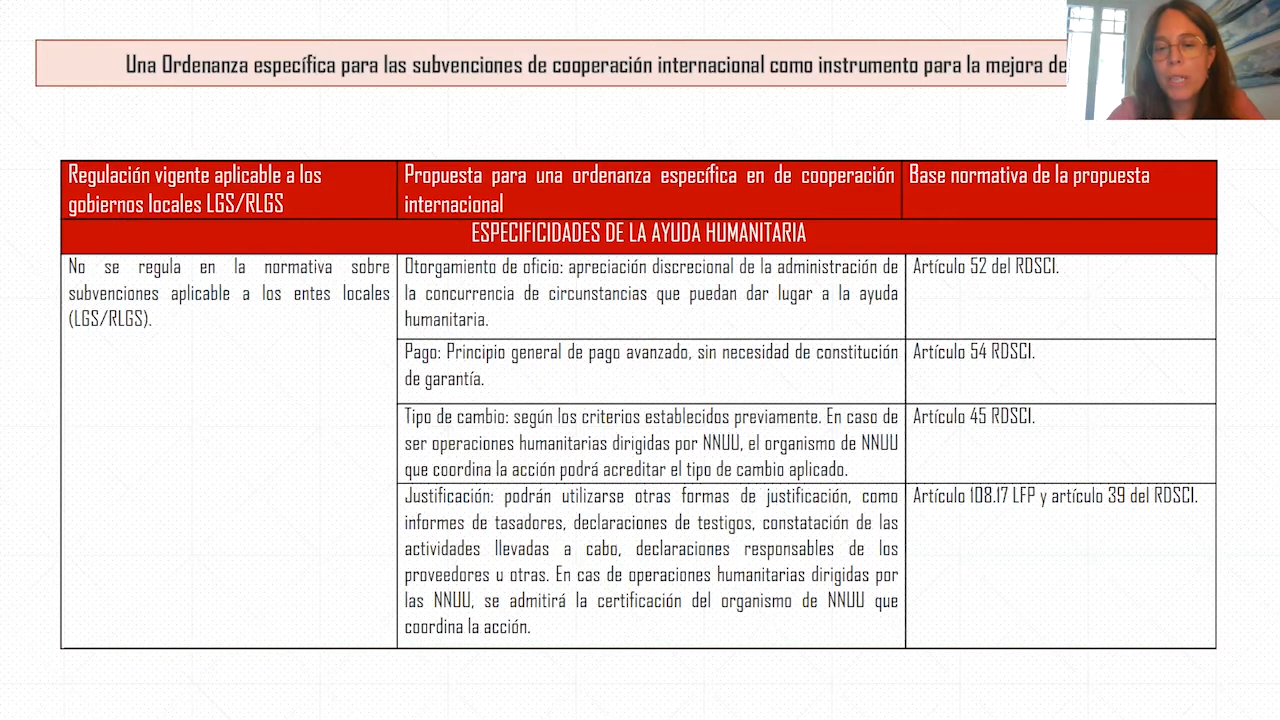 Una Ordenanza específica para las subvenciones de cooperación internacional como instrumento para la mejora de
Regulación vigente aplicable a los
gobiernos locales LGS/RLGS
Propuesta para una ordenanza específica en de cooperación
internacional
Base normativa de la propuesta
ESPECIFICIDADES DE LA AYUDA HUMANITARIA
No se regula en la normativa sobre
subvenciones aplicable a los entes locales
(LGS/RLGS).
Otorgamiento de oficio: apreciación discrecional de la administración de
la concurrencia de circunstancias que puedan dar lugar a la ayuda
humanitaria.
Artículo 52 del RDSCI.
Pago: Principio general de pago avanzado, sin necesidad de constitución
de garantía.
Artículo 54 RDSCI.
Tipo de cambio: según los criterios establecidos previamente. En caso de
ser operaciones humanitarias dirigidas por NNUU, el organismo de NNUU
que coordina la acción podrá acreditar el tipo de cambio aplicado.
Artículo 45 RDSCI.
Justificación: podrán utilizarse otras formas de justificación, como
informes de tasadores, declaraciones de testigos, constatación de las
actividades llevadas a cabo, declaraciones responsables de los
proveedores u otras. En cas de operaciones humanitarias dirigidas por
las NNUU, se admitirá la certificación del organismo de NNUU que
coordina la acción.
Artículo 108.17 LFP y artículo 39 del RDSCI.